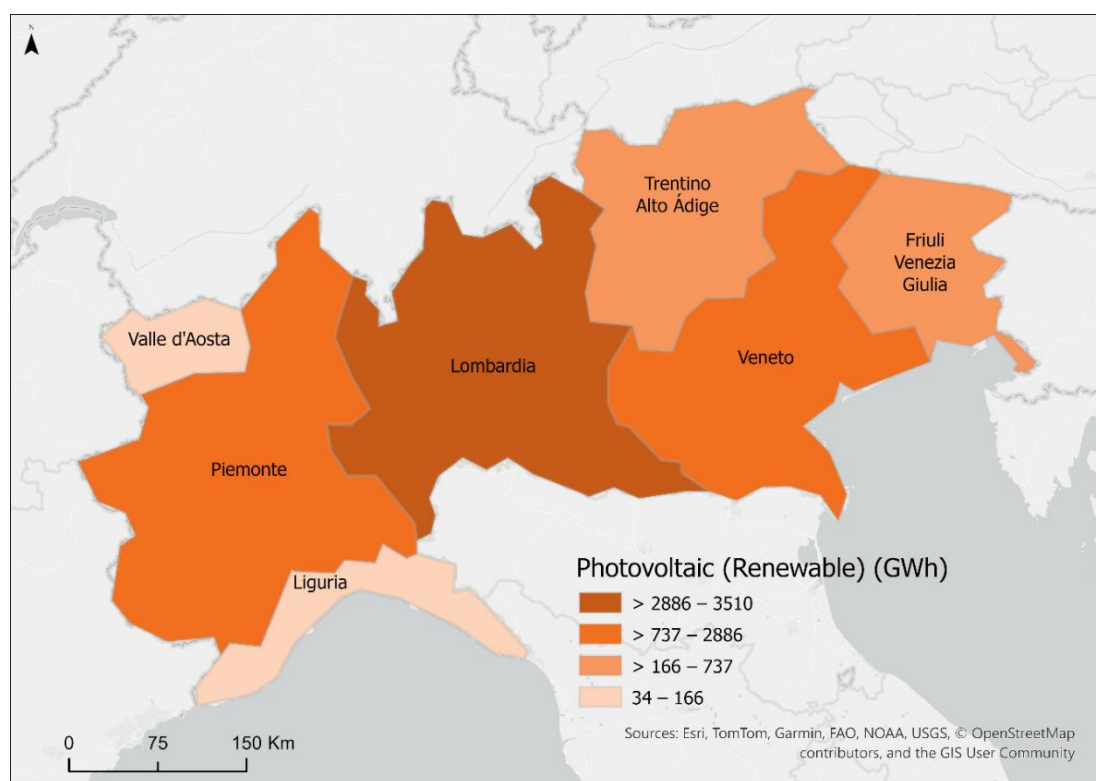 N
Trentino
Alto Ádige
Friuli
Venezia
Giulia
Valle d'Aosta
Lombardia
Veneto
Piemonte
Liguria
Photovoltaic (Renewable) (GWh)
> 2886 – 3510
> 737 – 2886
> 166 – 737
34 – 166
0 75 150 Km
Sources: Esri, TomTom, Garmin, FAO, NOAA, USGS, © OpenStreetMap
contributors, and the GIS User Community